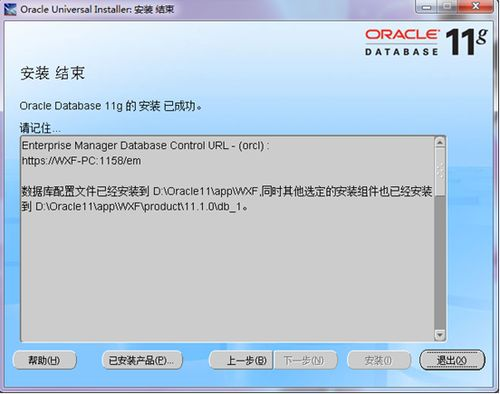 Oracle Universal Installer: 安装 结束
ORACLE 11g
DATABASE
安装 结束
Oracle Database 11g 的 安装 已成功。
请记住...
Enterprise Manager Database Control URL - (orcl) :
https://WXF-PC:1158/em
数据库配置文件已经安装到 D:\Oracle11\app\WXF,同时其他选定的安装组件也已经安装
到 D:\Oracle11\app\WXF\product\11.1.0\db_1。
帮助(H) 已安装产品(P)... 上一步(B) 下一步(N) 安装(I) 退出(X)